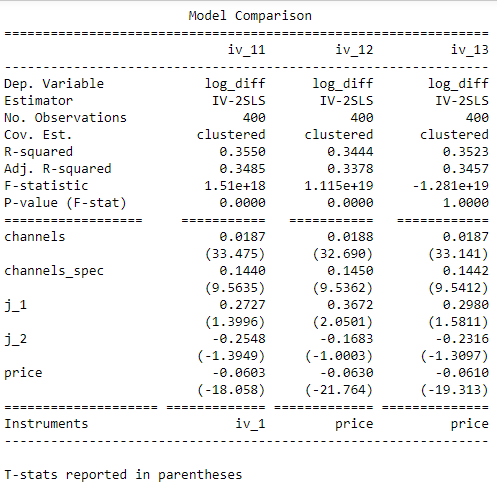 Model Comparison
==============================================================
iv_11 iv_12 iv_13
--------------------------------------------------------------
Dep. Variable log_diff log_diff log_diff
Estimator IV-2SLS IV-2SLS IV-2SLS
No. Observations 400 400 400
Cov. Est. clustered clustered clustered
R-squared 0.3550 0.3444 0.3523
Adj. R-squared 0.3485 0.3378 0.3457
F-statistic 1.51e+18 1.115e+19 -1.281e+19
P-value (F-stat) 0.0000 0.0000 1.0000
================== =========== ============ ============
channels 0.0187 0.0188 0.0187
(33.475) (32.690) (33.141)
channels_spec 0.1440 0.1450 0.1442
(9.5635) (9.5362) (9.5412)
j_1 0.2727 0.3672 0.2980
(1.3996) (2.0501) (1.5811)
j_2 -0.2548 -0.1683 -0.2316
(-1.3949) (-1.0003) (-1.3097)
price -0.0603 -0.0630 -0.0610
(-18.058) (-21.764) (-19.313)
==================== ============= ============= ==============
Instruments iv_1 price price
--------------------------------------------------------------
T-stats reported in parentheses